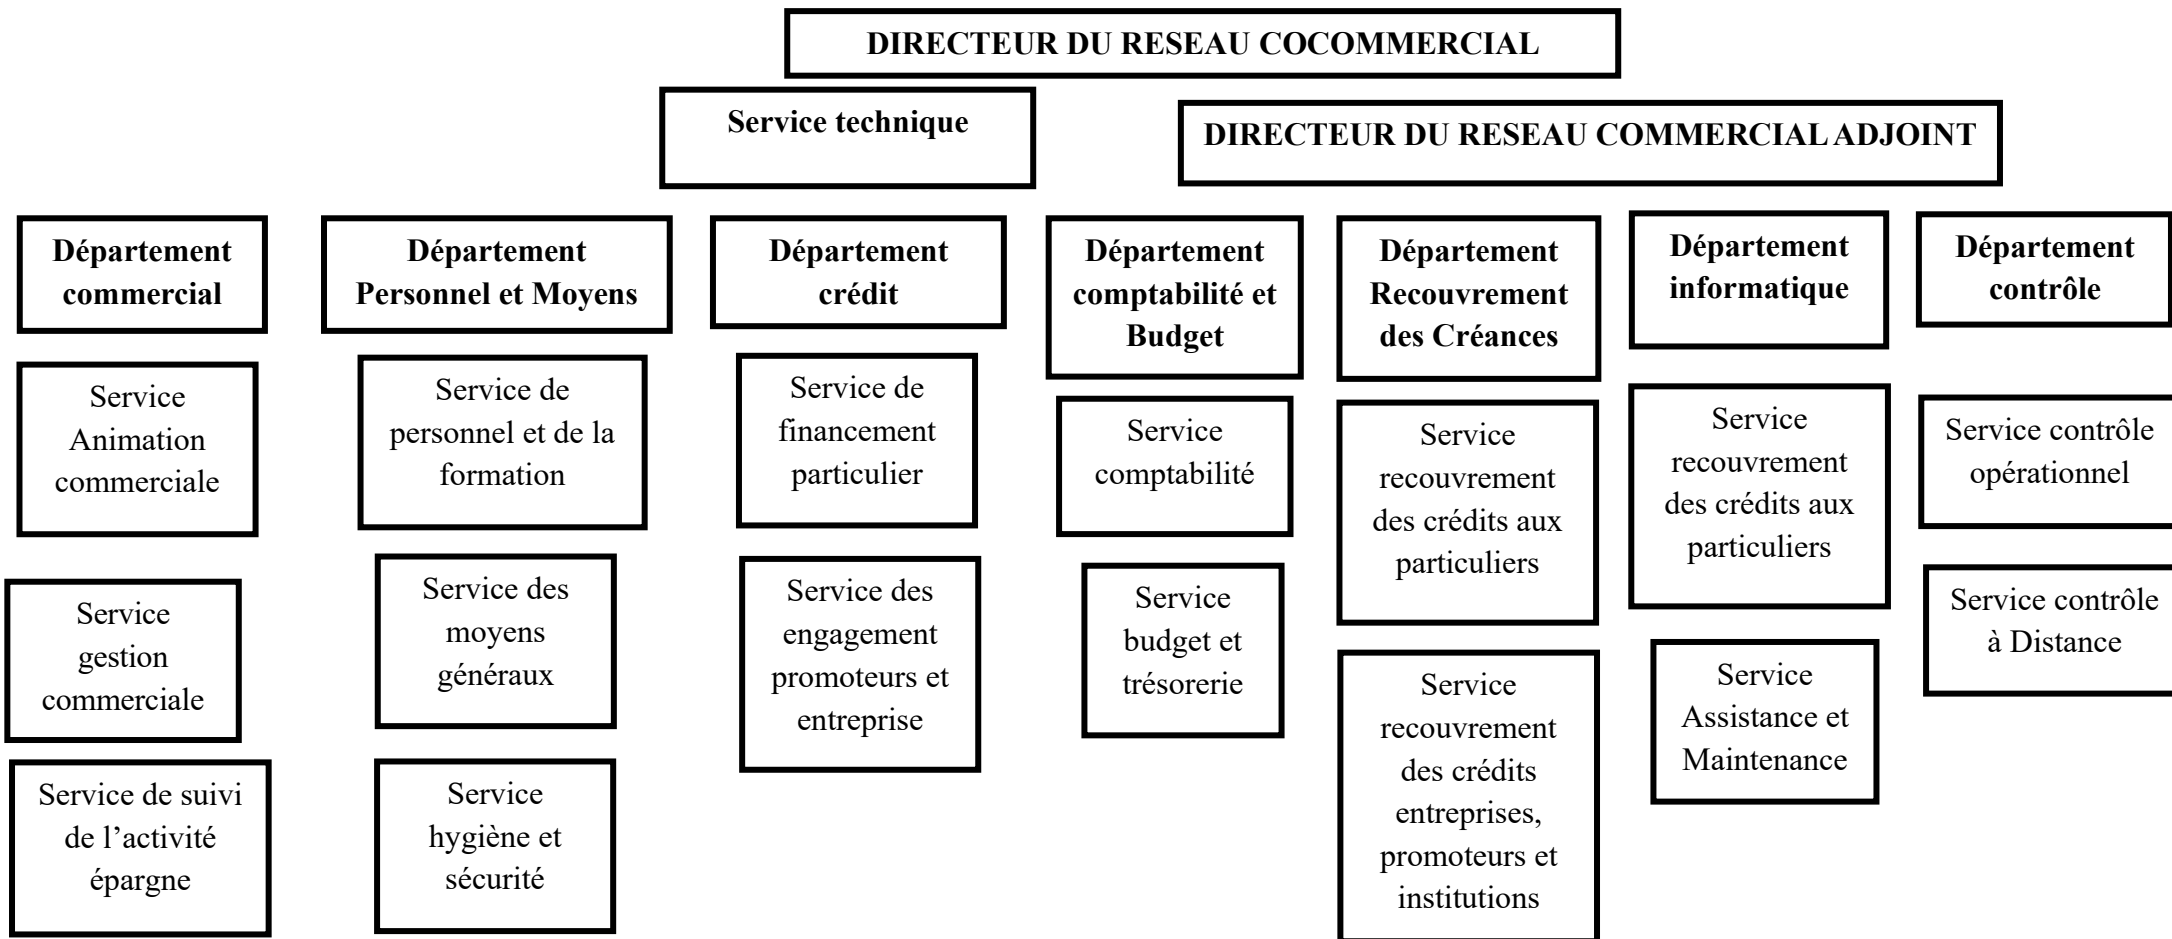 DIRECTEUR DU RESEAU COCOMMERCIAL
Service technique
DIRECTEUR DU RESEAU COMMERCIAL ADJOINT
Département
commercial
Service
Animation
commerciale
Service
gestion
commerciale
Service de suivi
de l’activité
épargne
Département
Personnel et Moyens
Service de
personnel et de la
formation
Service des
moyens
généraux
Service
hygiène et
sécurité
Département
crédit
Service de
financement
particulier
Service des
engagement
promoteurs et
entreprise
Département
comptabilité et
Budget
Service
comptabilité
Service
budget et
trésorerie
Département
Recouvrement
des Créances
Service
recouvrement
des crédits aux
particuliers
Service
recouvrement
des crédits
entreprises,
promoteurs et
institutions
Département
informatique
Service
recouvrement
des crédits aux
particuliers
Service
Assistance et
Maintenance
Département
contrôle
Service contrôle
opérationnel
Service contrôle
à Distance